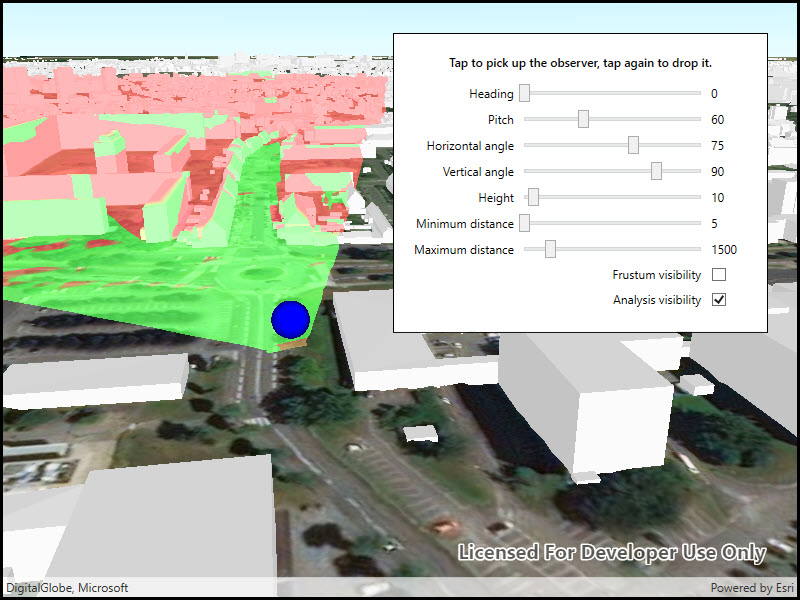 Tap to pick up the observer, tap again to drop it.
Heading 0
Pitch 60
Horizontal angle 75
Vertical angle 90
Height 10
Minimum distance 5
Maximum distance 1500
Frustum visibility
Analysis visibility
Licensed For Developer Use Only
DigitalGlobe, Microsoft Powered by Esri